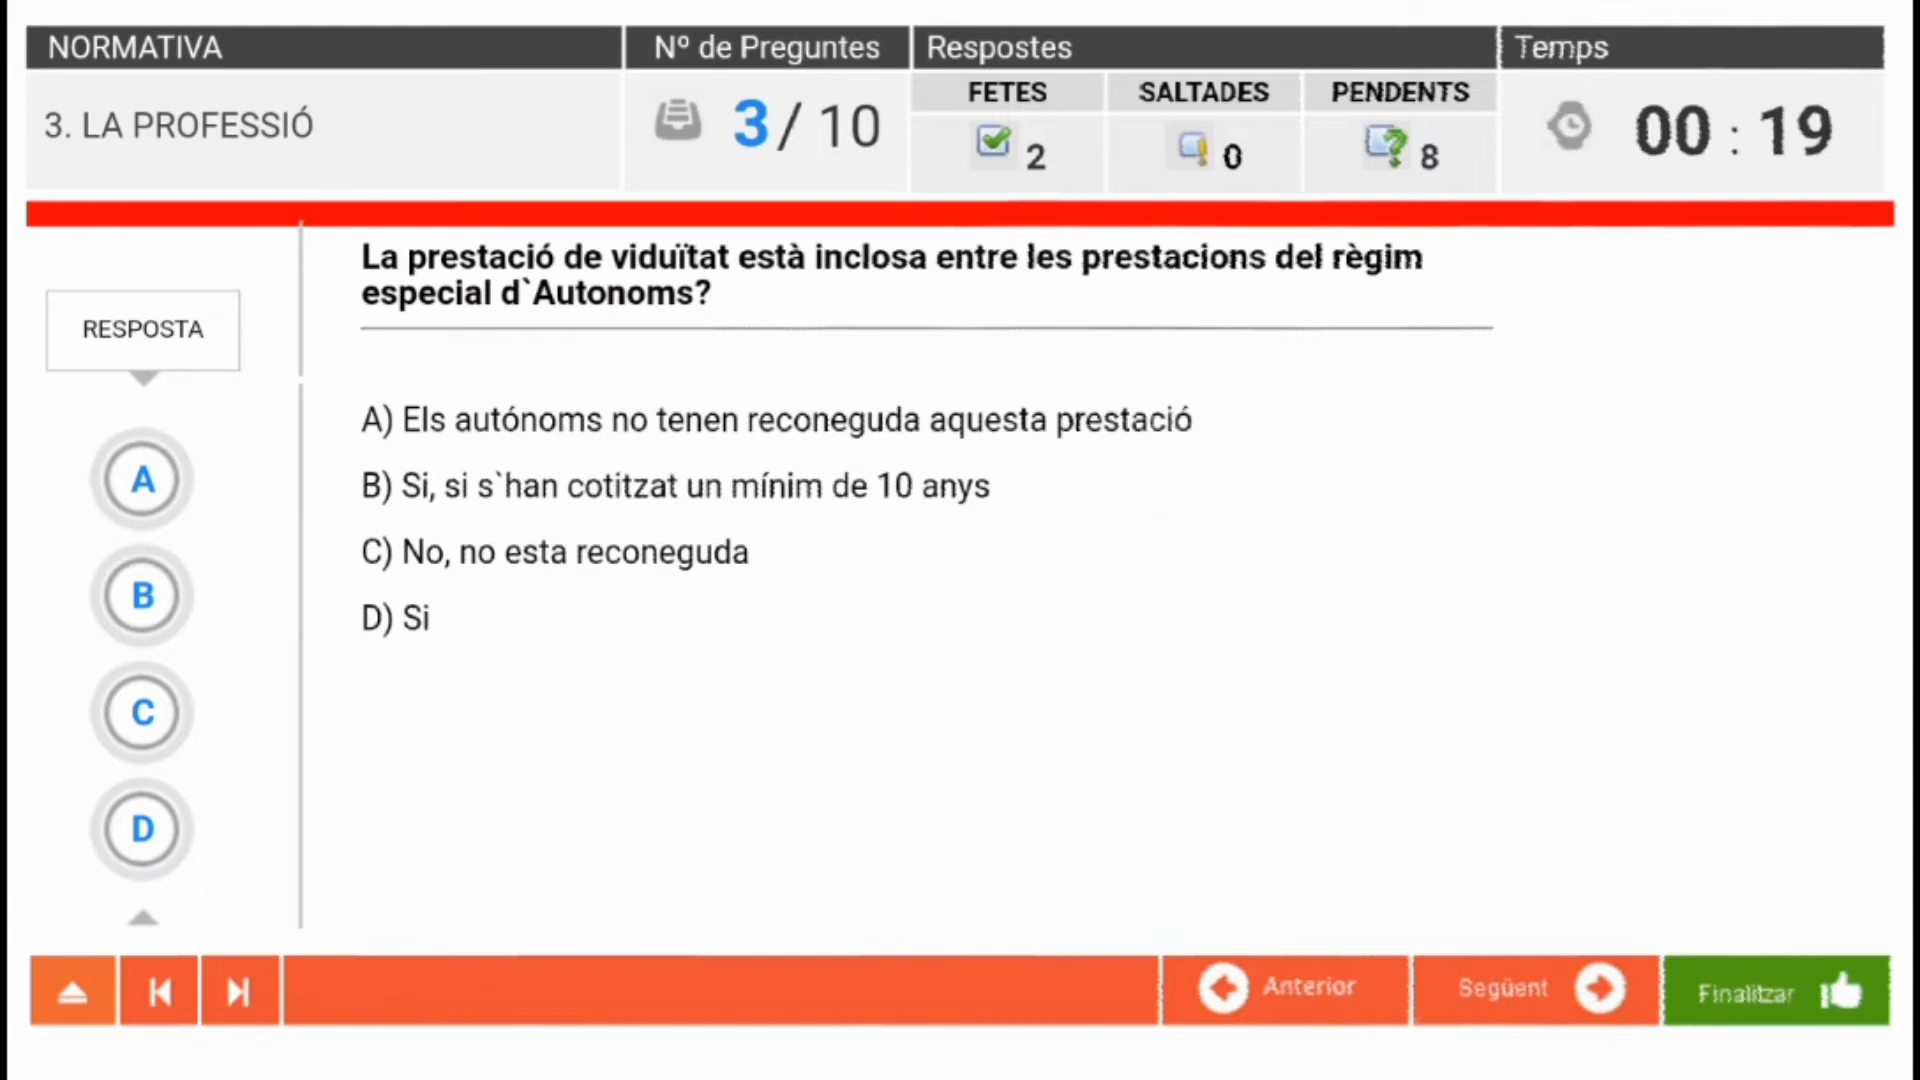 NORMATIVA
Nº de Preguntes
Respostes
Temps
3. LA PROFESSIÓ
3/ 10
FETES
SALTADES
PENDENTS
2
0
8
00 : 19
La prestació de viduïtat està inclosa entre les prestacions del règim
especial d`Autonoms?
RESPOSTA
A) Els autónoms no tenen reconeguda aquesta prestació
B) Si, si s`han cotitzat un mínim de 10 anys
C) No, no esta reconeguda
D) Si
A
B
C
D
Anterior
Següent
Finalitzar